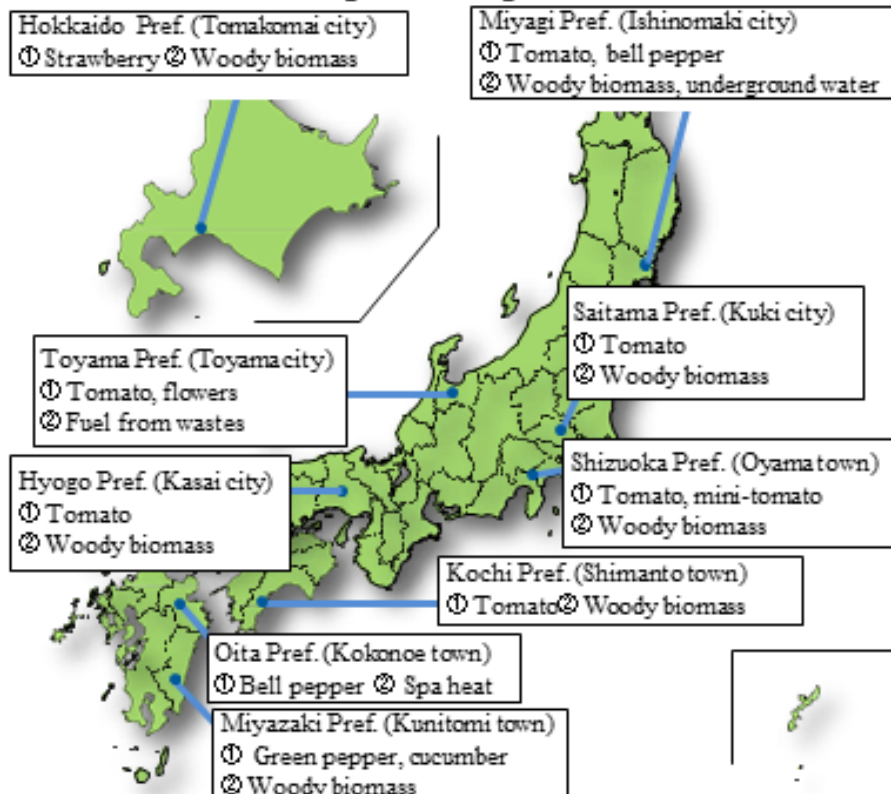 Hokkaido Pref. (Tomakomai city)
① Strawberry ② Woody biomass
Miyagi Pref. (Ishinomaki city)
① Tomato, bell pepper
② Woody biomass, underground water
Saitama Pref. (Kuki city)
① Tomato
② Woody biomass
Toyama Pref. (Toyama city)
① Tomato, flowers
② Fuel from wastes
Shizuoka Pref. (Oyama town)
① Tomato, mini-tomato
② Woody biomass
Hyogo Pref. (Kasai city)
① Tomato
② Woody biomass
Kochi Pref. (Shimanto town)
① Tomato② Woody biomass
Oita Pref. (Kokonoe town)
① Bell pepper ② Spa heat
Miyazaki Pref. (Kunitomi town)
① Green pepper, cucumber
② Woody biomass